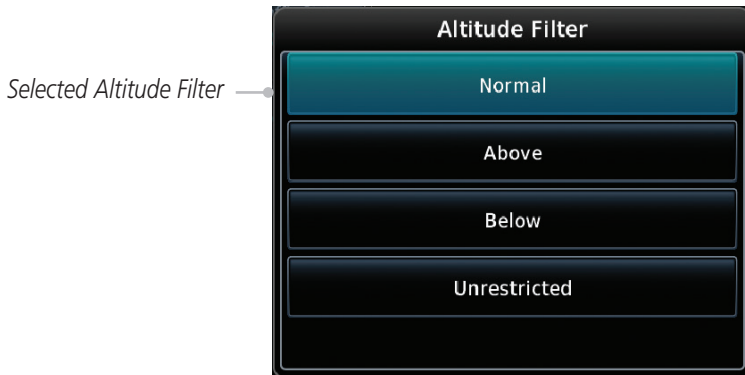 Altitude Filter
Selected Altitude Filter
Normal
Above
Below
Unrestricted